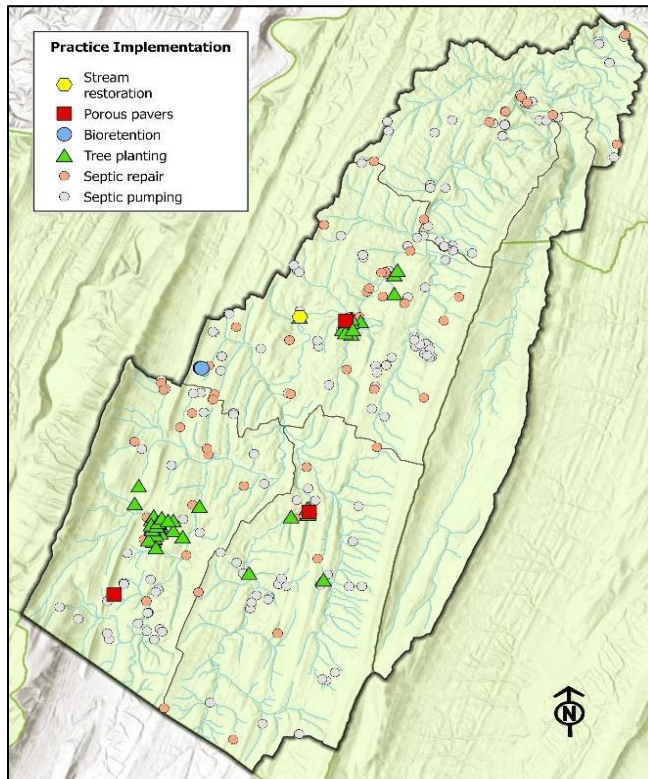 Practice Implementation
Stream
restoration
Porous pavers
Bioretention
Tree planting
Septic repair
Septic pumping
N